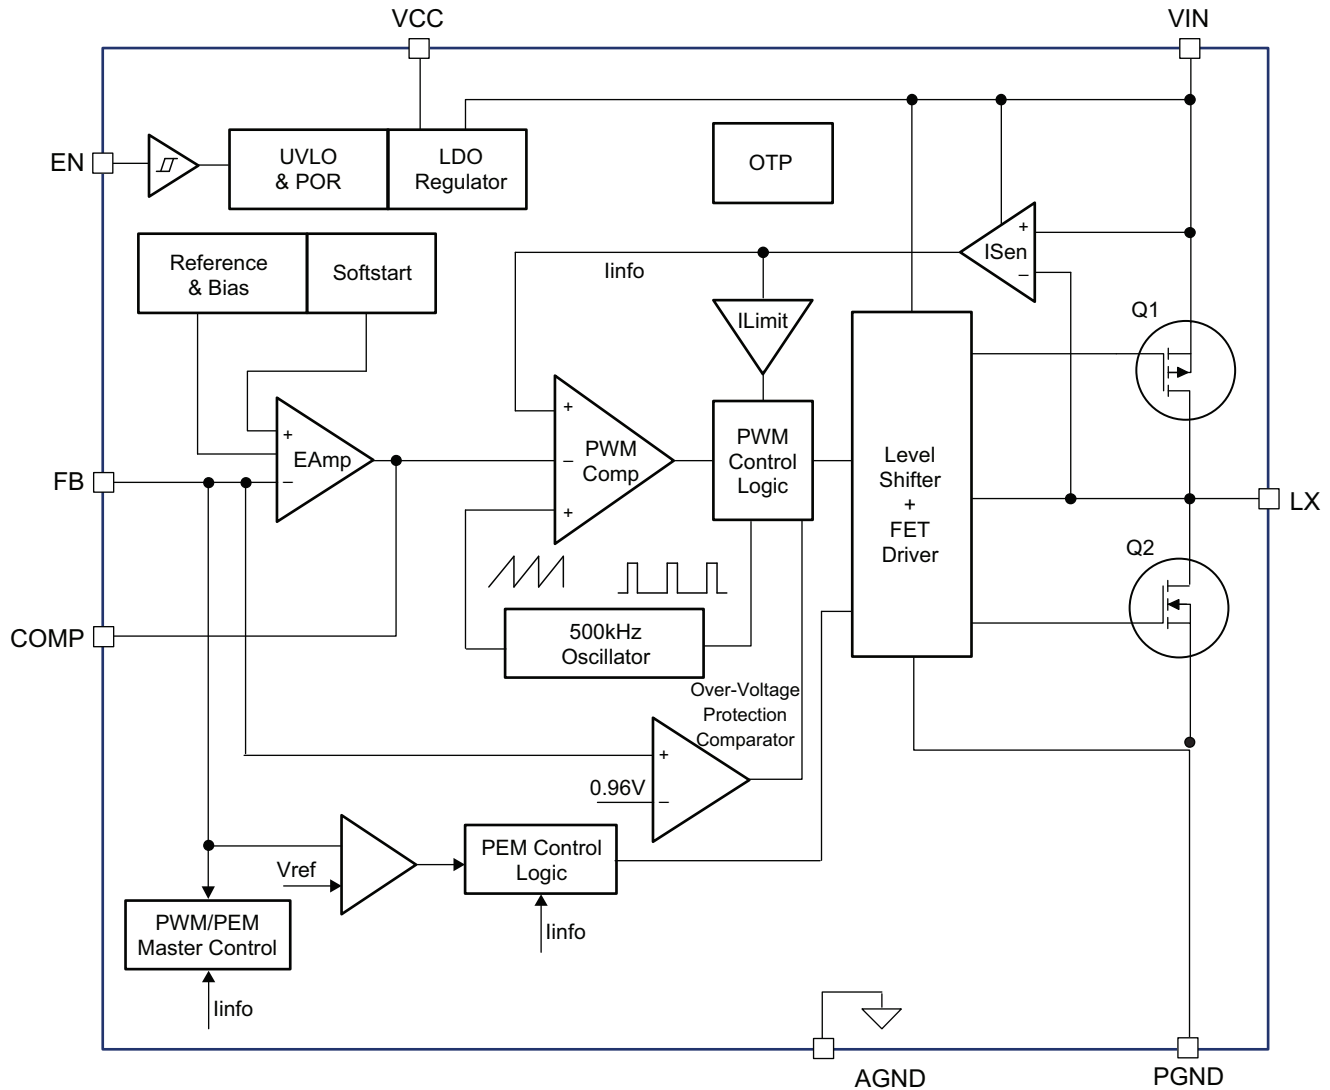 VCC
VIN
EN
UVLO
& POR
LDO
Regulator
OTP
Reference
& Bias
Softstart
Iinfo
+
ISen
−
ILimit
Q1
+
EAmp
−
FB
+
PWM
−
Comp
+
PWM
Control
Logic
Level
Shifter
+
FET
Driver
LX
Q2
COMP
500kHz
Oscillator
Over-Voltage
Protection
Comparator
+
0.96V
−
Vref
PEM Control
Logic
Iinfo
PWM/PEM
Master Control
Iinfo
AGND
PGND